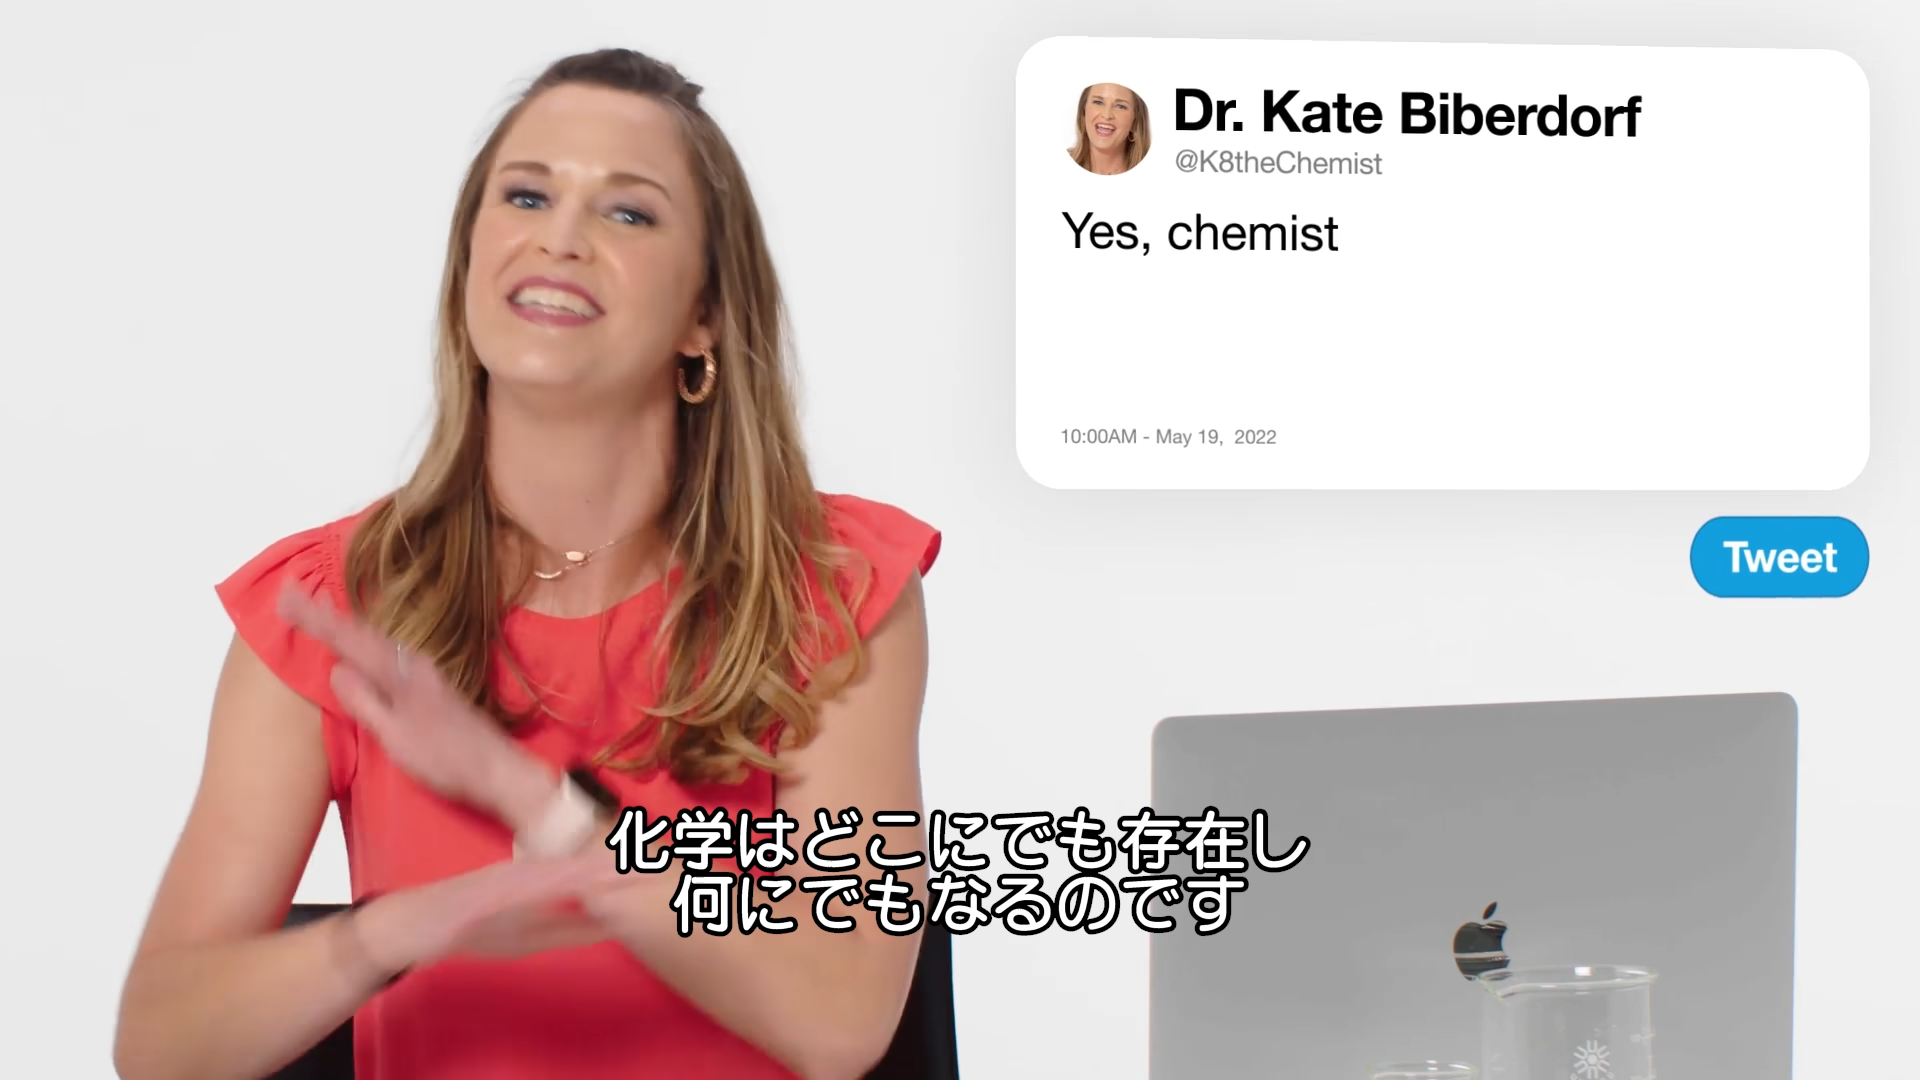 Dr. Kate Biberdorf
@K8theChemist
Yes, chemist
10:00AM - May 19, 2022
Tweet
化学はどこにでも存在し
何にでもなるのです